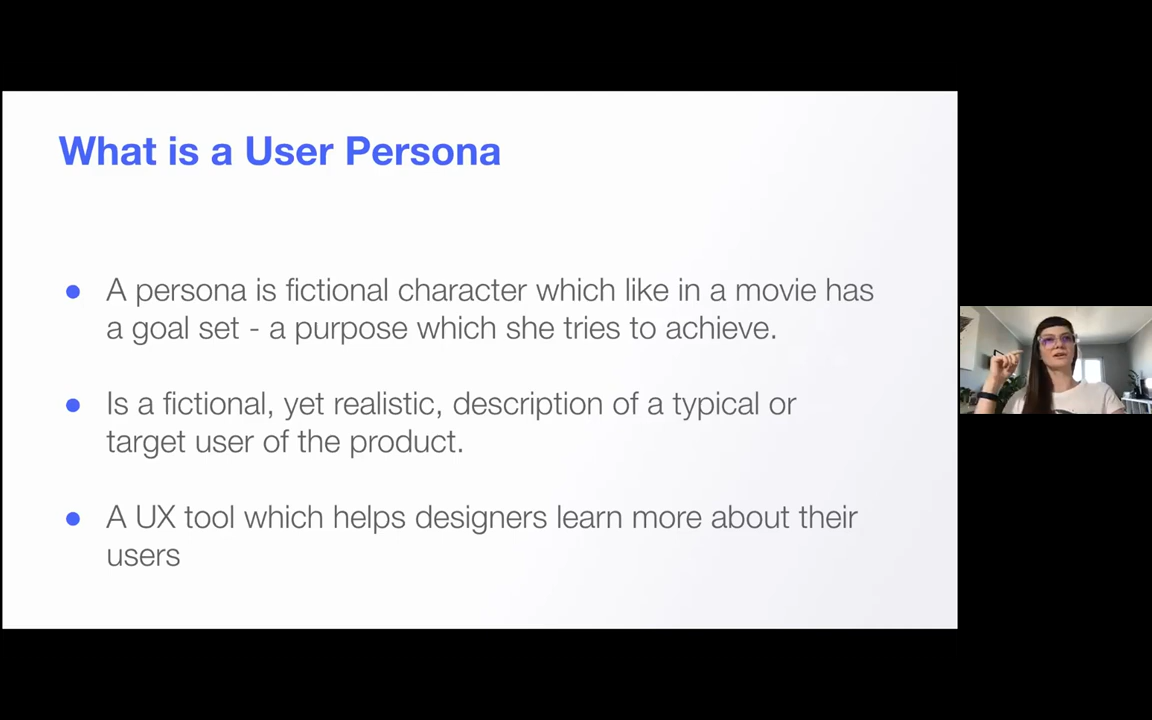 What is a User Persona
● A persona is fictional character which like in a movie has
a goal set - a purpose which she tries to achieve.
● Is a fictional, yet realistic, description of a typical or
target user of the product.
● A UX tool which helps designers learn more about their
users